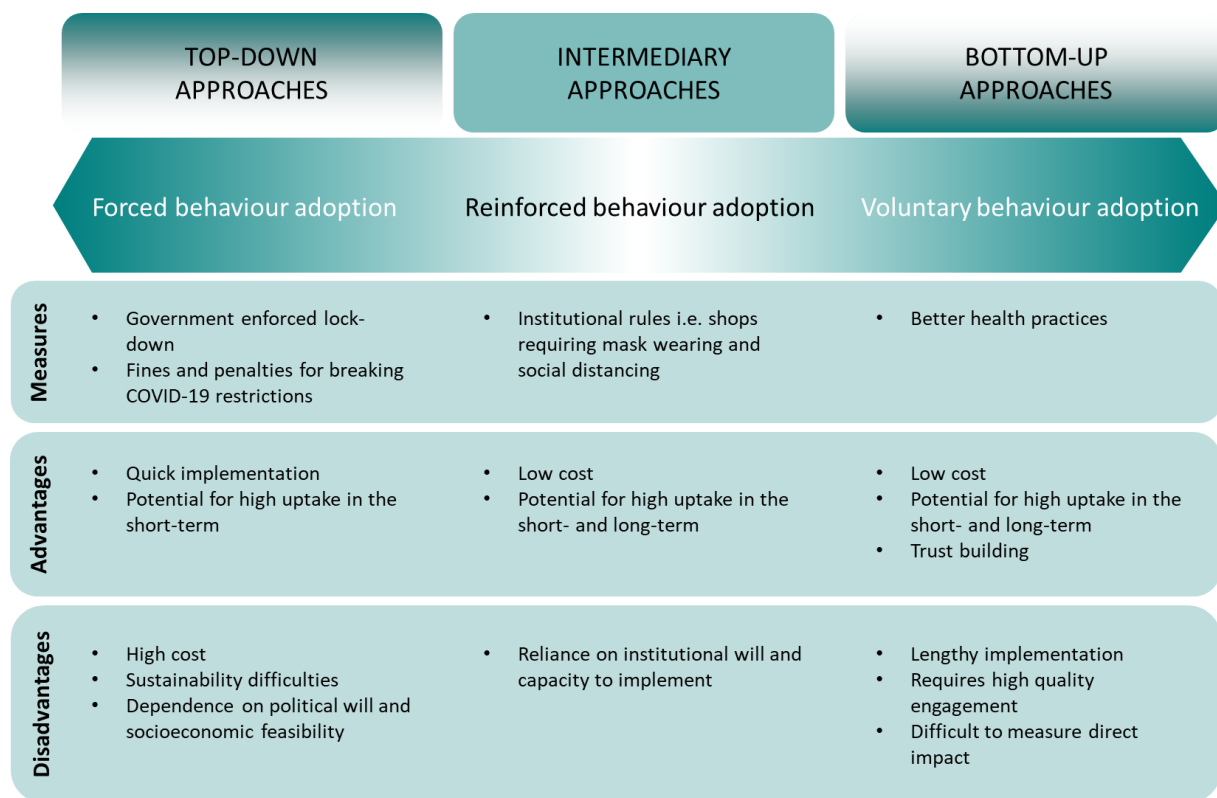 TOP-DOWN
APPROACHES
INTERMEDIARY
APPROACHES
BOTTOM-UP
APPROACHES
Forced behaviour adoption
Reinforced behaviour adoption
Voluntary behaviour adoption
Measures
• Government enforced lock-
down
• Fines and penalties for breaking
COVID-19 restrictions
• Institutional rules i.e. shops
requiring mask wearing and
social distancing
• Better health practices
Advantages
• Quick implementation
• Potential for high uptake in the
short-term
• Low cost
• Potential for high uptake in the
short- and long-term
• Low cost
• Potential for high uptake in the
short- and long-term
• Trust building
Disadvantages
• High cost
• Sustainability difficulties
• Dependence on political will and
socioeconomic feasibility
• Reliance on institutional will and
capacity to implement
• Lengthy implementation
• Requires high quality
engagement
• Difficult to measure direct
impact